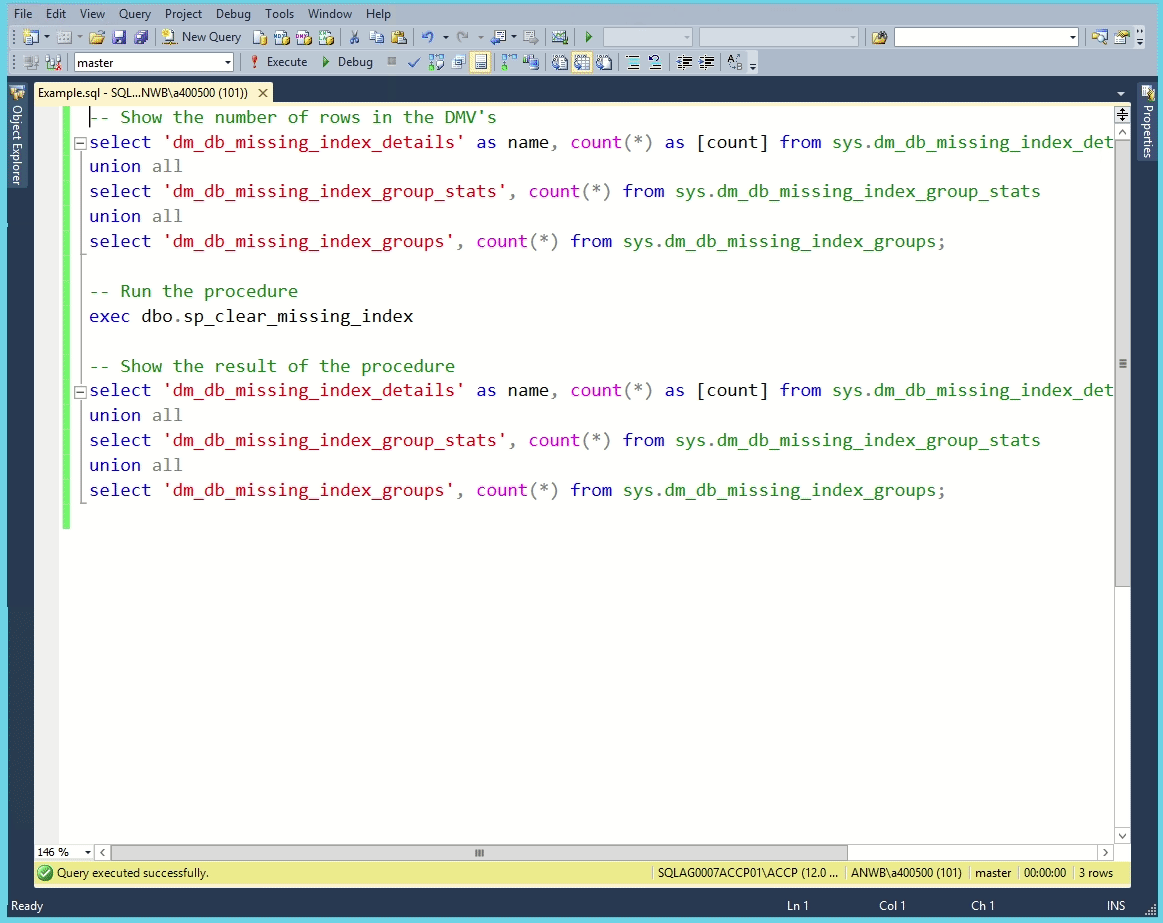 File Edit View Query Project Debug Tools Window Help
New Query
master Execute Debug
Example.sql - SQL...NWB\a400500 (101))
Object Explorer
Properties
-- Show the number of rows in the DMV's
select 'dm_db_missing_index_details' as name, count(*) as [count] from sys.dm_db_missing_index_det
union all
select 'dm_db_missing_index_group_stats', count(*) from sys.dm_db_missing_index_group_stats
union all
select 'dm_db_missing_index_groups', count(*) from sys.dm_db_missing_index_groups;
-- Run the procedure
exec dbo.sp_clear_missing_index
-- Show the result of the procedure
select 'dm_db_missing_index_details' as name, count(*) as [count] from sys.dm_db_missing_index_det
union all
select 'dm_db_missing_index_group_stats', count(*) from sys.dm_db_missing_index_group_stats
union all
select 'dm_db_missing_index_groups', count(*) from sys.dm_db_missing_index_groups;
146 %
Query executed successfully. SQLAG0007ACCP01\ACCP (12.0 ... ANWB\a400500 (101) master 00:00:00 3 rows
Ready Ln 1 Col 1 Ch 1 INS